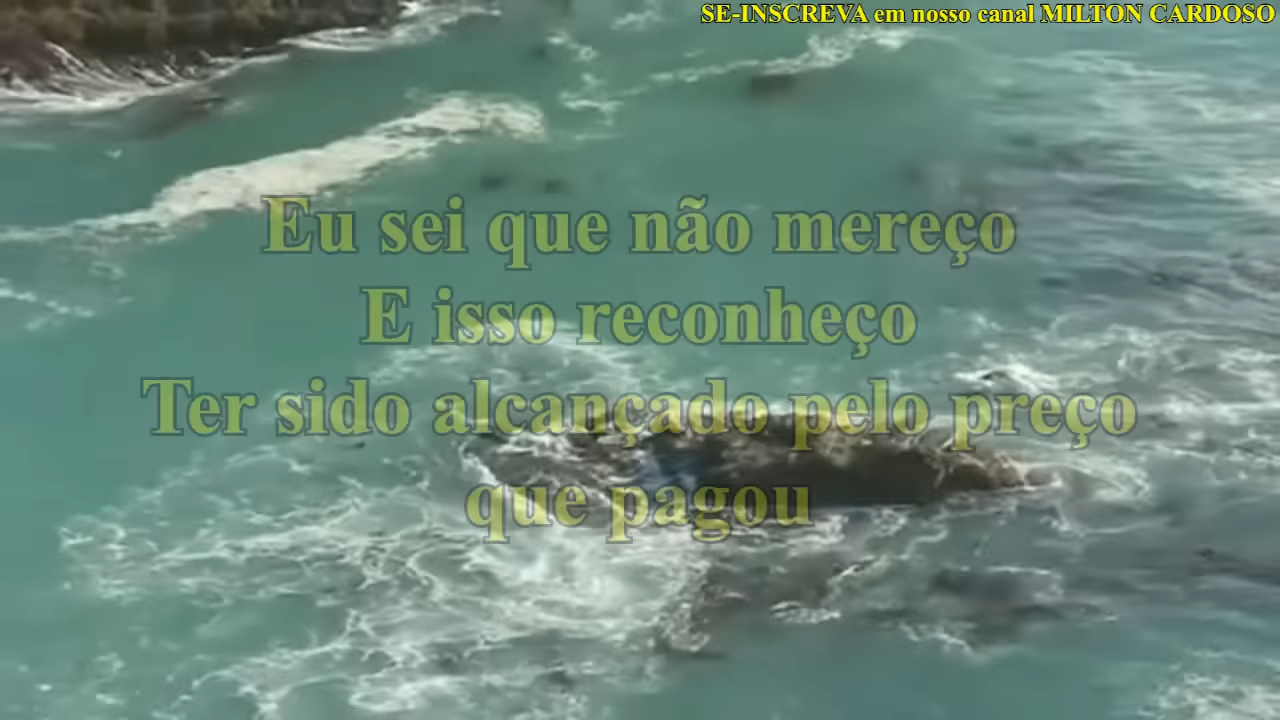 SE-INSCREVA em nosso canal MILTON CARDOSO
Eu sei que não mereço
E isso reconheço
Ter sido alcançado pelo preço
que pagou